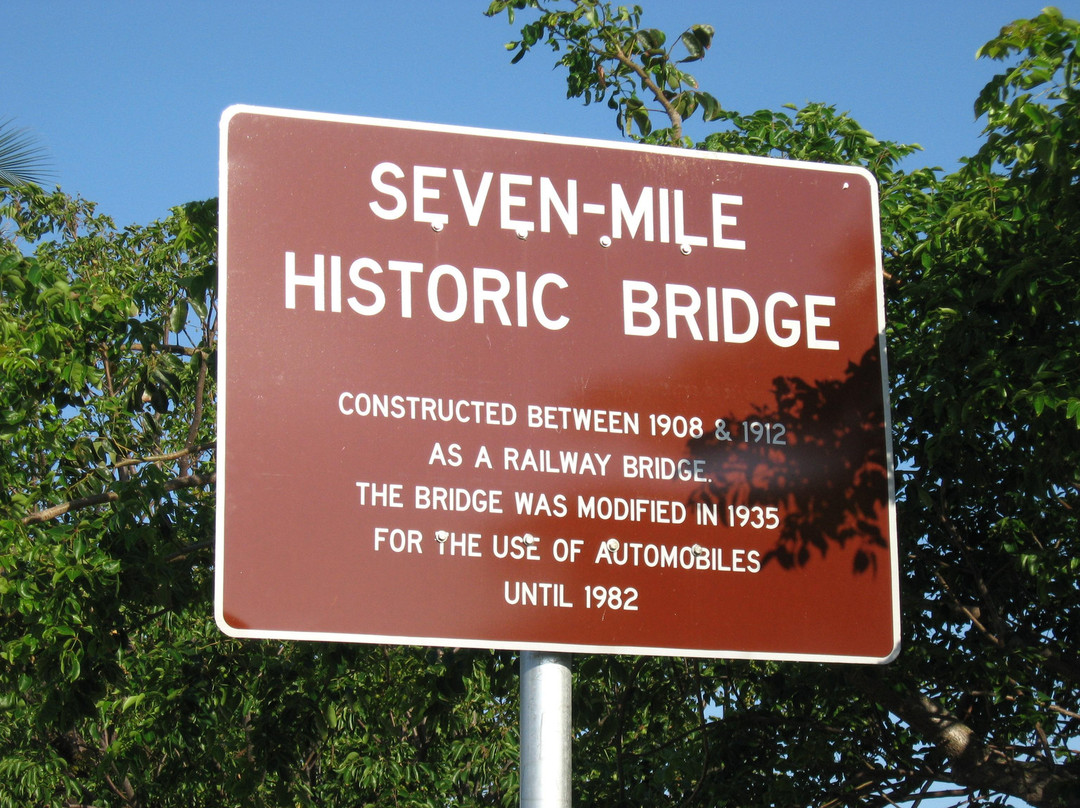 SEVEN-MILE
HISTORIC BRIDGE
CONSTRUCTED BETWEEN 1908 & 1912
AS A RAILWAY BRIDGE.
THE BRIDGE WAS MODIFIED IN 1935
FOR THE USE OF AUTOMOBILES
UNTIL 1982